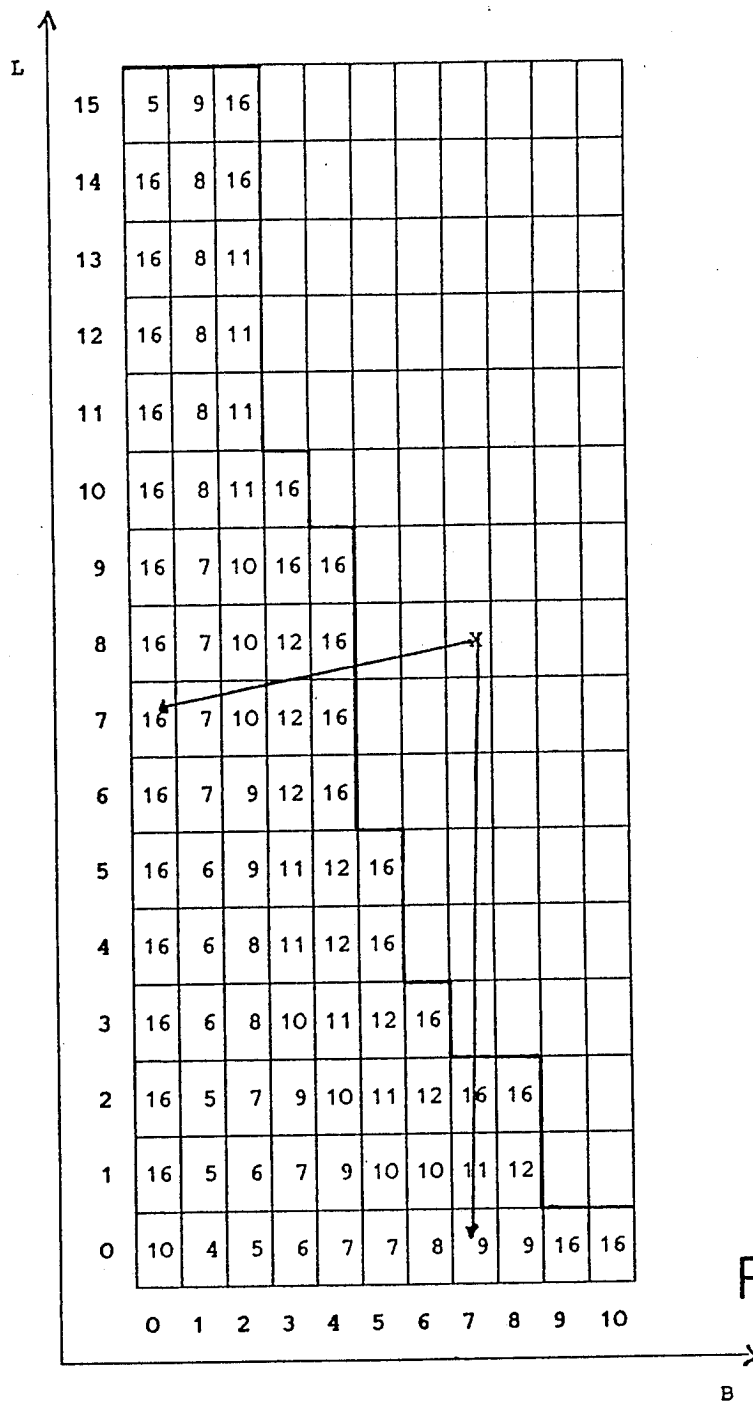 L
15 5 9 16
14 16 8 16
13 16 8 11
12 16 8 11
11 16 8 11
10 16 8 11 16
9 16 7 10 16 16
8 16 7 10 12 16 X
7 16 7 10 12 16
6 16 7 9 12 16
5 16 6 9 11 12 16
4 16 6 8 11 12 16
3 16 6 8 10 11 12 16
2 16 5 7 9 10 11 12 16 16
1 16 5 6 7 9 10 10 11 12
0 10 4 5 6 7 7 8 9 9 16 16
F
0 1 2 3 4 5 6 7 8 9 10
B